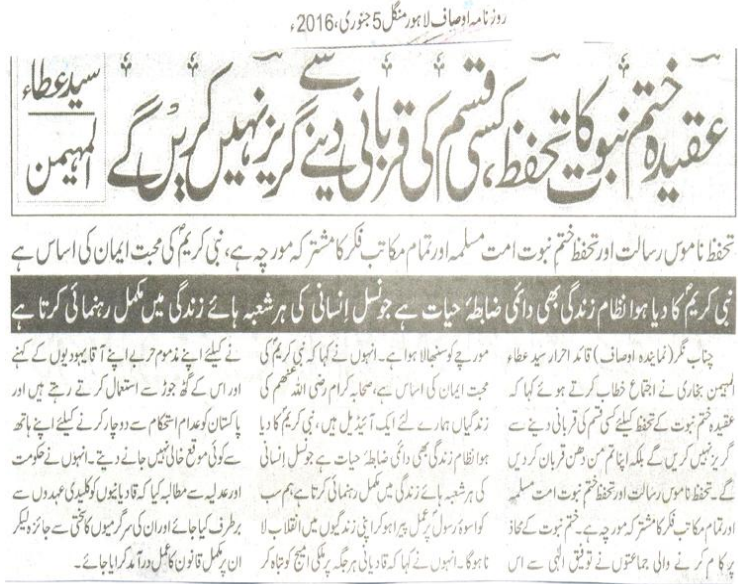 روزنامہ اوصاف لاہور منگل 5 جنوری، 2016ء
عقیدہ ختم نبوت کا تحفظ، کسی قسم کی قربانی دینے سے گریز نہیں کریں گے
سید عطاء
المہیمن
تحفظ ناموس رسالت اور تحفظ ختم نبوت امت مسلمہ اور تمام مکاتب فکر کا مشترکہ مورچہ ہے، نبی کریمؐ کی محبت ایمان کی اساس ہے
نبی کریمؐ کا دیا ہوا نظام زندگی بھی دائمی ضابطۂ حیات ہے جو نسل انسانی کی ہر شعبہ ہائے زندگی میں مکمل رہنمائی کرتا ہے
چناب نگر (نمائندہ اوصاف) قائد احرار سید عطاء
المہیمن بخاری نے اجتماع خطاب کرتے ہوئے کہا کہ
عقیدہ ختم نبوت کے تحفظ کیلئے کسی قسم کی قربانی دینے سے
گریز نہیں کریں گے بلکہ اپنا تم من دھن قربان کردیں
گے۔ تحفظ ناموس رسالت اور تحفظ ختم نبوت امت مسلمہ
اور تمام مکاتب فکر کا مشترکہ مورچہ ہے۔ ختم نبوت کے محاذ
پر کام کرنے والی جماعتوں نے توفیق الٰہی سے اس
مورچے کو سنبھالا ہوا ہے۔ انہوں نے کہا کہ نبی کریمؐ کی
محبت ایمان کی اساس ہے، صحابہ کرام رضی اللہ عنھم کی
زندگیاں ہمارے لئے ایک آئیڈیل ہیں، نبی کریمؐ کا دیا
ہوا نظام زندگی بھی دائمی ضابطۂ حیات ہے جو نسل انسانی
کی ہر شعبہ ہائے زندگی میں مکمل رہنمائی کرتا ہے ہم سب
کو اسوۂ رسولؐ پر عمل پیرا ہو کر اپنی زندگیوں میں انقلاب لا
نا ہوگا۔ انہوں نے کہا کہ قادیانی ہر جگہ پر ملکی امیج کو تباہ کر
نے کیلئے اپنے مذموم حربے اپنے آقا یہودیوں کے کہنے
اور اس کے گٹھ جوڑ سے استعمال کرتے رہتے ہیں اور
پاکستان کو عدام استحکام سے دوچار کرنے کیلئے اپنے ہاتھ
سے کوئی موقع خالی نہیں جانے دیتے۔ انہوں نے حکومت
اور عدلیہ سے مطالبہ کیا کہ قادیانیوں کو کلیدی عہدوں سے
برطرف کیا جائے اور ان کی سرگرمیوں کا سختی سے جائزہ لیکر
ان پر مکمل قانون کا عمل درآمد کرایا جائے۔